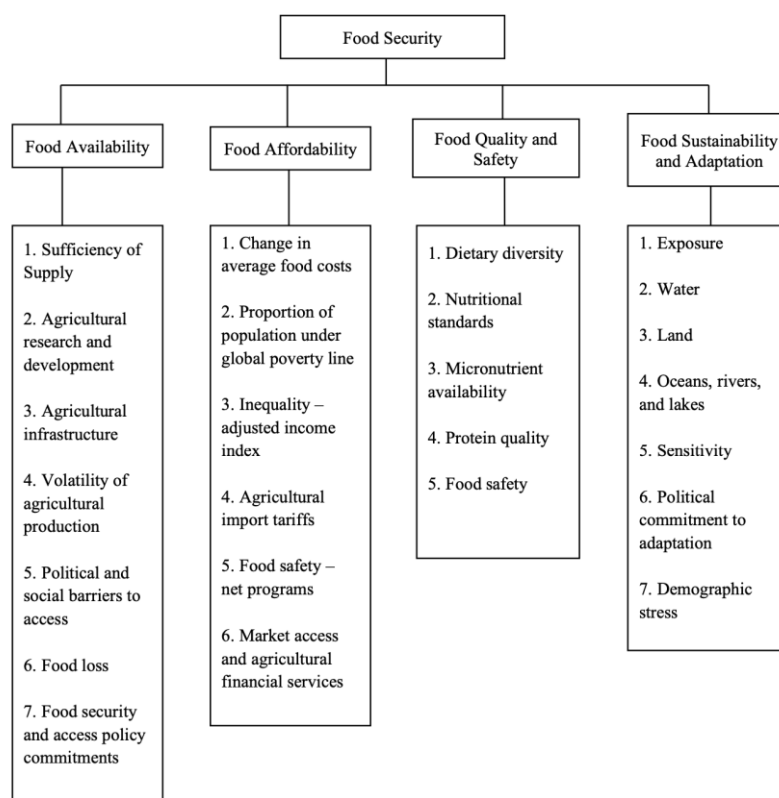 Food Security
Food Availability
Food Affordability
Food Quality and
Safety
Food Sustainability
and Adaptation
1. Sufficiency of
Supply
2. Agricultural
research and
development
3. Agricultural
infrastructure
4. Volatility of
agricultural
production
5. Political and
social barriers to
access
6. Food loss
7. Food security
and access policy
commitments
1. Change in
average food costs
2. Proportion of
population under
global poverty line
3. Inequality –
adjusted income
index
4. Agricultural
import tariffs
5. Food safety –
net programs
6. Market access
and agricultural
financial services
1. Dietary diversity
2. Nutritional
standards
3. Micronutrient
availability
4. Protein quality
5. Food safety
1. Exposure
2. Water
3. Land
4. Oceans, rivers,
and lakes
5. Sensitivity
6. Political
commitment to
adaptation
7. Demographic
stress